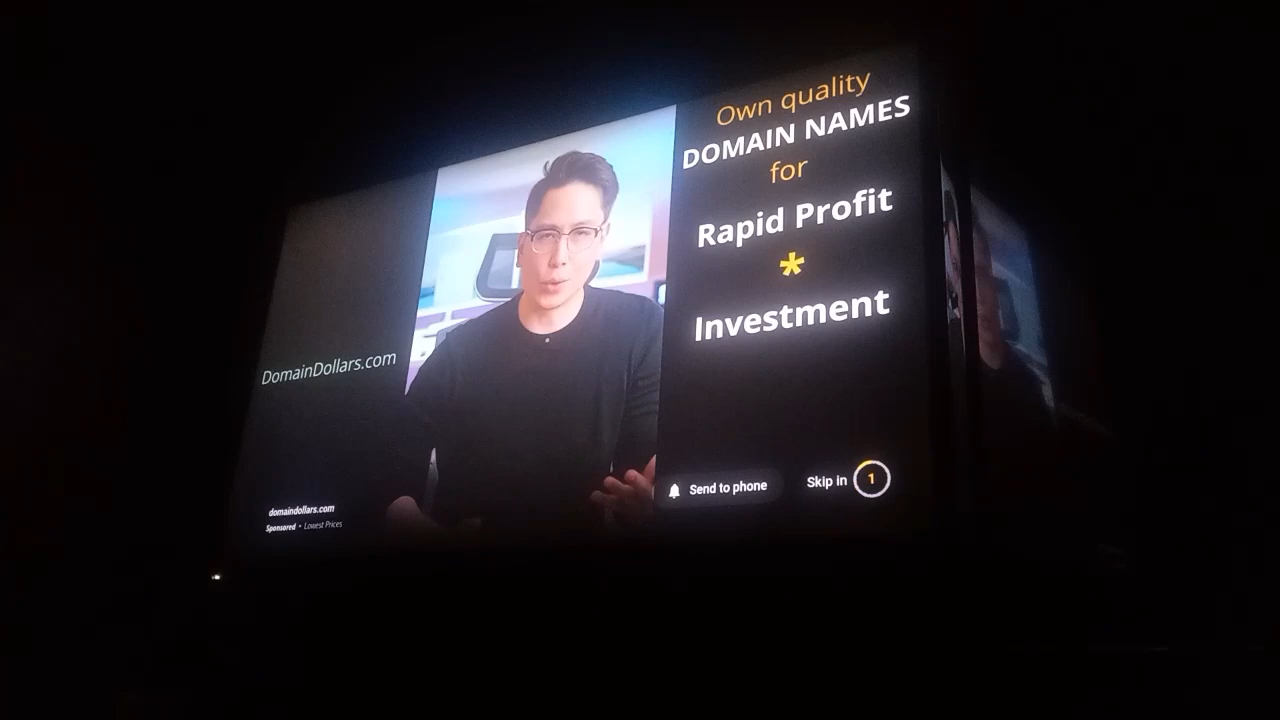 Own quality
DOMAIN NAMES
for
Rapid Profit
*
Investment
DomainDollars.com
domaindollars.com
Sponsored • Lowest Prices
Send to phone
Skip in 1